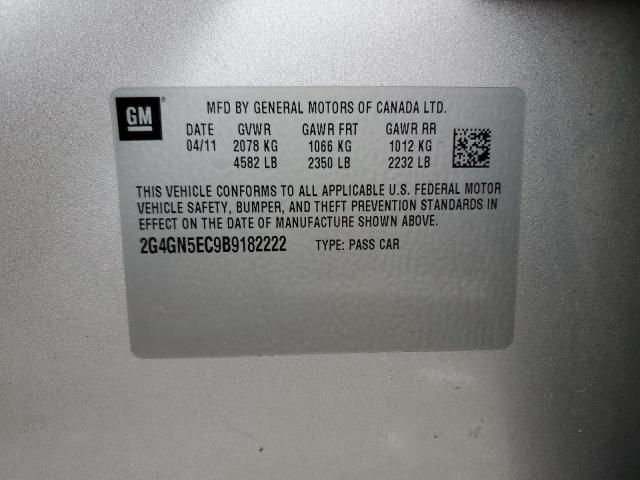 GM
MFD BY GENERAL MOTORS OF CANADA LTD.
DATE GVWR GAWR FRT GAWR RR
04/11 2078 KG 1066 KG 1012 KG
4582 LB 2350 LB 2232 LB
THIS VEHICLE CONFORMS TO ALL APPLICABLE U.S. FEDERAL MOTOR
VEHICLE SAFETY, BUMPER, AND THEFT PREVENTION STANDARDS IN
EFFECT ON THE DATE OF MANUFACTURE SHOWN ABOVE.
2G4GN5EC9B9182222 TYPE: PASS CAR